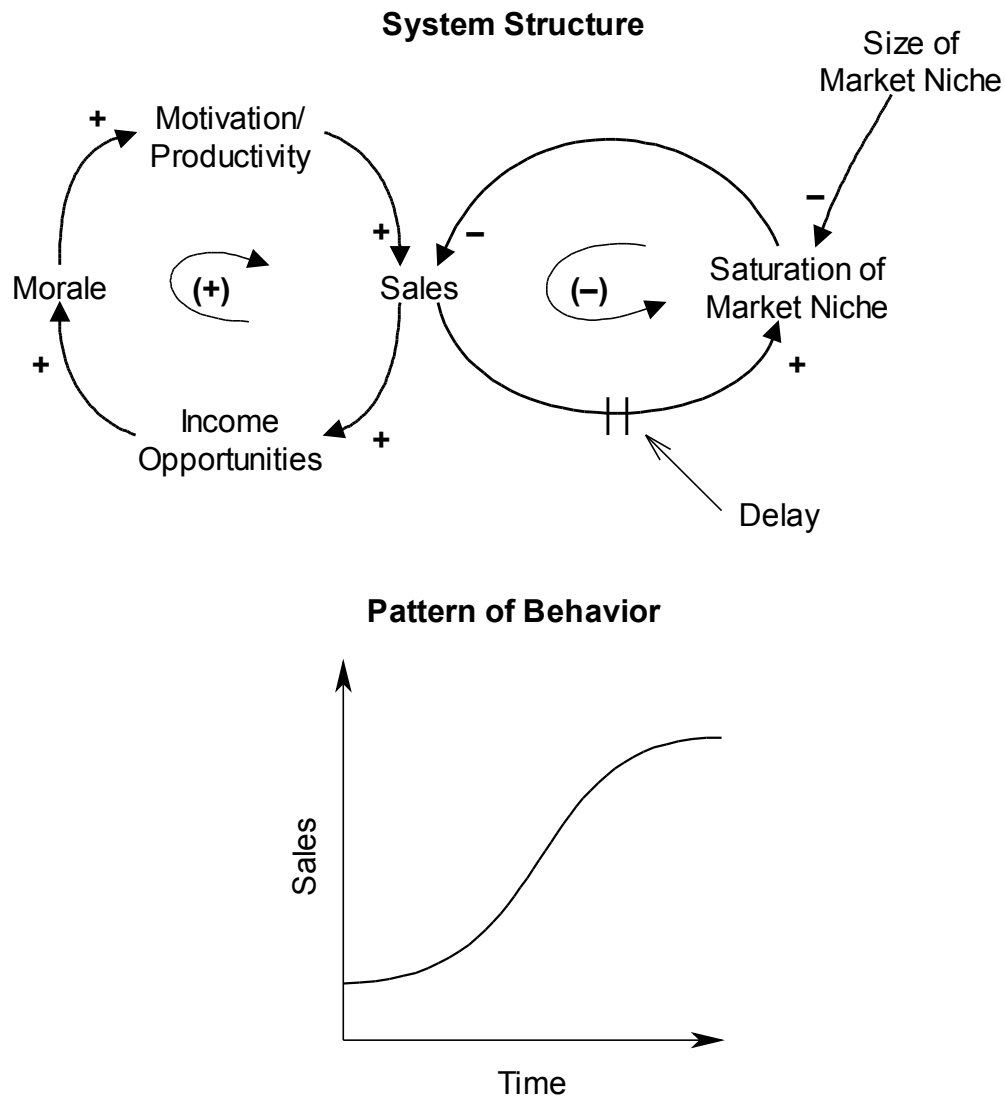 System Structure
Size of
Market Niche
+
Motivation/
Productivity
–
+
–
Morale
(+)
Sales
(–)
Saturation of
Market Niche
+
+
Income
Opportunities
+
Delay
Pattern of Behavior
Sales
Time